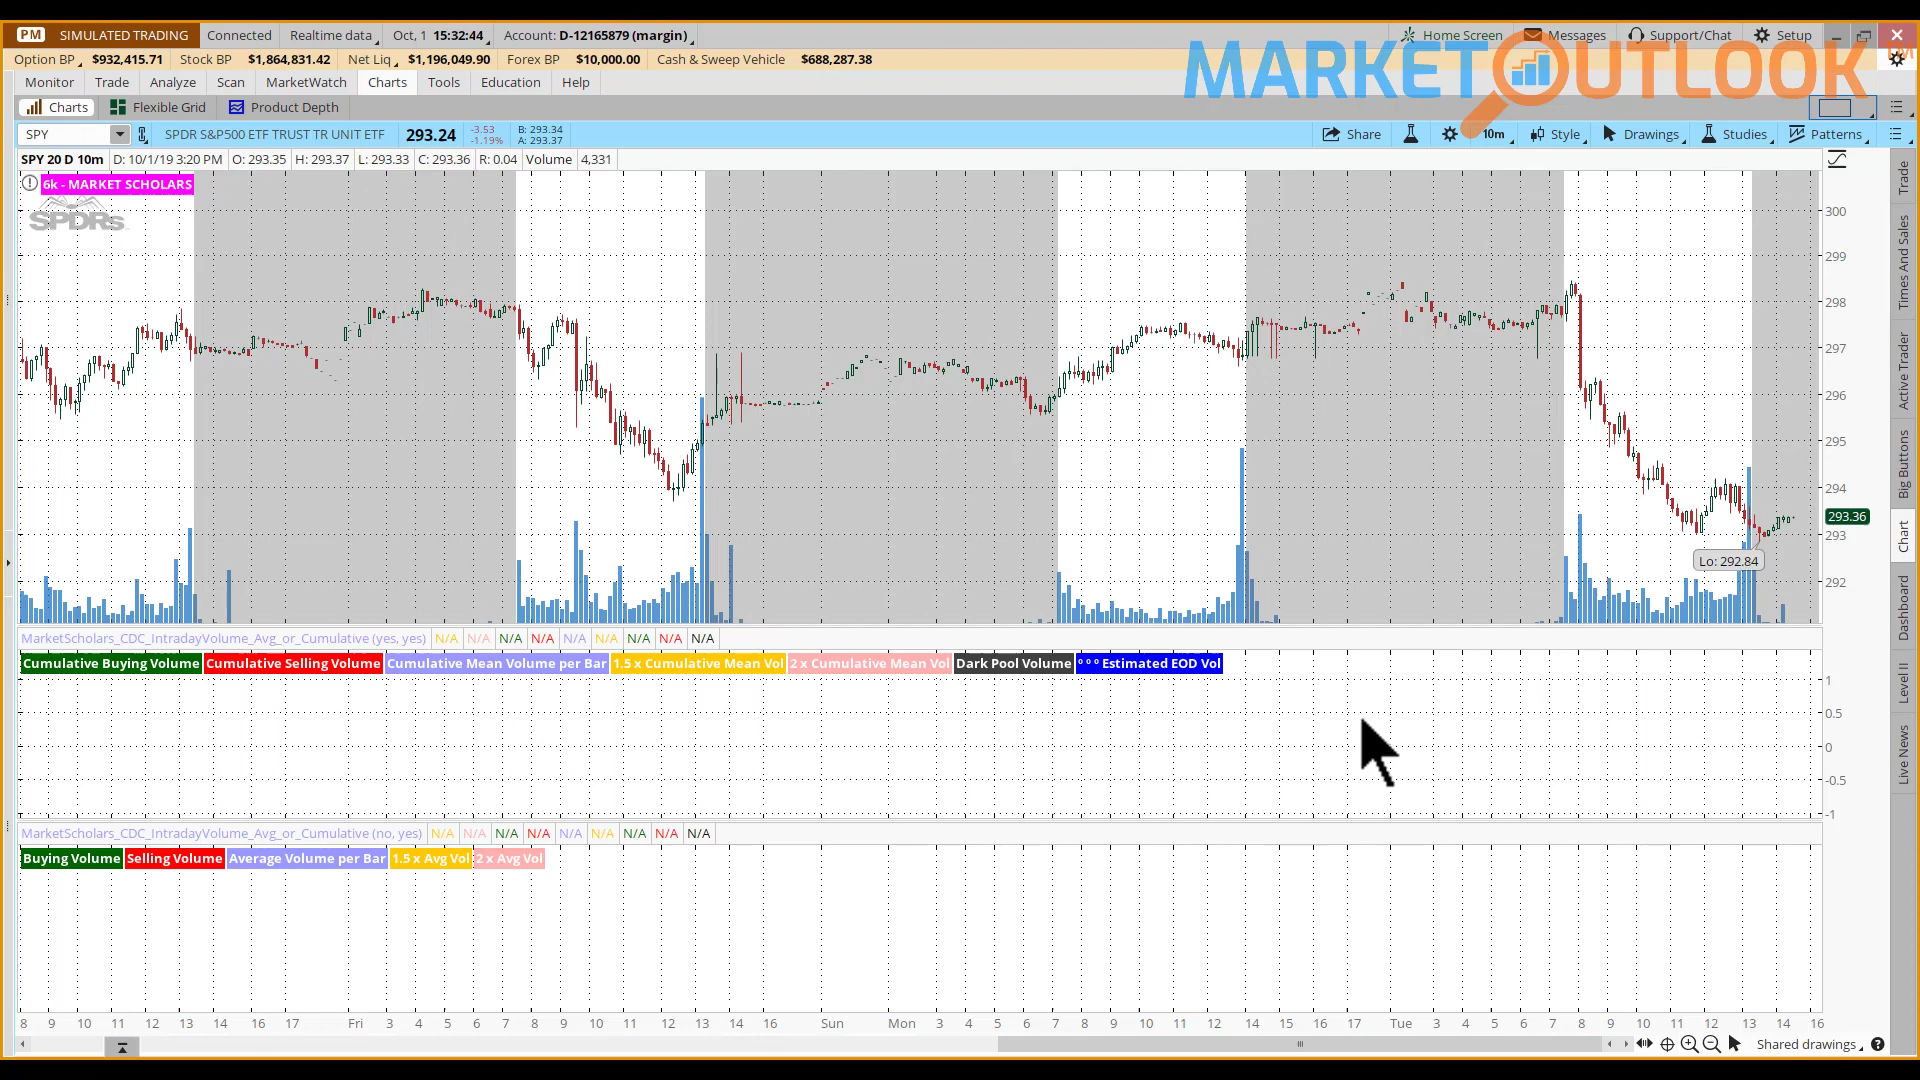 PM SIMULATED TRADING Connected Realtime data Oct, 1 15:32:44 Account: D-12165879 (margin) Home Screen Messages Support/Chat Setup
Option BP $932,415.71 Stock BP $1,864,831.42 Net Liq $1,196,049.90 Forex BP $10,000.00 Cash & Sweep Vehicle $688,287.38
MARKET OUTLOOK TM
Monitor Trade Analyze Scan MarketWatch Charts Tools Education Help
Charts Flexible Grid Product Depth
SPY SPDR S&P500 ETF TRUST TR UNIT ETF 293.24 -3.53 B: 293.34 Share 10m Style Drawings Studies Patterns
-1.19% A: 293.37
SPY 20 D 10m D: 10/1/19 3:20 PM O: 293.35 H: 293.37 L: 293.33 C: 293.36 R: 0.04 Volume 4,331
6k - MARKET SCHOLARS
SPDRs
300
299
298
297
296
295
294
293.36
293
Lo: 292.84
292
MarketScholars_CDC_IntradayVolume_Avg_or_Cumulative (yes, yes) N/A N/A N/A N/A N/A N/A N/A N/A N/A
Cumulative Buying Volume Cumulative Selling Volume Cumulative Mean Volume per Bar 1.5 x Cumulative Mean Vol 2 x Cumulative Mean Vol Dark Pool Volume º º º Estimated EOD Vol
1
0.5
0
-0.5
-1
MarketScholars_CDC_IntradayVolume_Avg_or_Cumulative (no, yes) N/A N/A N/A N/A N/A N/A N/A N/A N/A
Buying Volume Selling Volume Average Volume per Bar 1.5 x Avg Vol 2 x Avg Vol
8 9 10 11 12 13 14 16 17 Fri 3 4 5 6 7 8 9 10 11 12 13 14 16 Sun Mon 3 4 5 6 7 8 9 10 11 12 14 15 16 17 Tue 3 4 5 6 7 8 9 10 11 12 13 14 16
Shared drawings
Trade
Times And Sales
Active Trader
Big Buttons
Chart
Dashboard
Level II
Live News